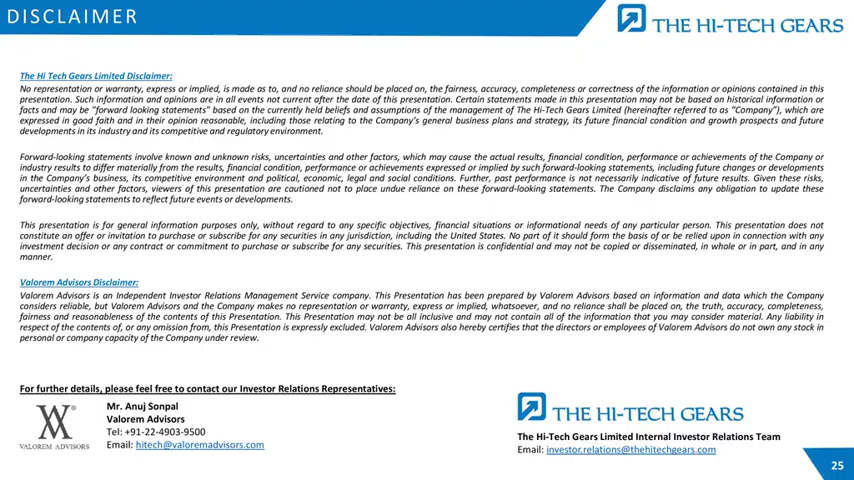 DISCLAIMER
THE HI-TECH GEARS
The Hi Tech Gears Limited Disclaimer:
No representation or warranty, express or implied, is made as to, and no reliance should be placed on, the fairness, accuracy, completeness or correctness of the information or opinions contained in this
presentation. Such information and opinions are in all events not current after the date of this presentation. Certain statements made in this presentation may not be based on historical information or
facts and may be "forward looking statements" based on the currently held beliefs and assumptions of the management of The Hi-Tech Gears Limited (hereinafter referred to as “Company”), which are
expressed in good faith and in their opinion reasonable, including those relating to the Company’s general business plans and strategy, its future financial condition and growth prospects and future
developments in its industry and its competitive and regulatory environment.
Forward-looking statements involve known and unknown risks, uncertainties and other factors, which may cause the actual results, financial condition, performance or achievements of the Company or
industry results to differ materially from the results, financial condition, performance or achievements expressed or implied by such forward-looking statements, including future changes or developments
in the Company’s business, its competitive environment and political, economic, legal and social conditions. Further, past performance is not necessarily indicative of future results. Given these risks,
uncertainties and other factors, viewers of this presentation are cautioned not to place undue reliance on these forward-looking statements. The Company disclaims any obligation to update these
forward-looking statements to reflect future events or developments.
This presentation is for general information purposes only, without regard to any specific objectives, financial situations or informational needs of any particular person. This presentation does not
constitute an offer or invitation to purchase or subscribe for any securities in any jurisdiction, including the United States. No part of it should form the basis of or be relied upon in connection with any
investment decision or any contract or commitment to purchase or subscribe for any securities. This presentation is confidential and may not be copied or disseminated, in whole or in part, and in any
manner.
Valorem Advisors Disclaimer:
Valorem Advisors is an Independent Investor Relations Management Service company. This Presentation has been prepared by Valorem Advisors based on information and data which the Company
considers reliable, but Valorem Advisors and the Company makes no representation or warranty, express or implied, whatsoever, and no reliance shall be placed on, the truth, accuracy, completeness,
fairness and reasonableness of the contents of this Presentation. This Presentation may not be all inclusive and may not contain all of the information that you may consider material. Any liability in
respect of the contents of, or any omission from, this Presentation is expressly excluded. Valorem Advisors also hereby certifies that the directors or employees of Valorem Advisors do not own any stock in
personal or company capacity of the Company under review.
For further details, please feel free to contact our Investor Relations Representatives:
VALOREM ADVISORS
Mr. Anuj Sonpal
Valorem Advisors
Tel: +91-22-4903-9500
Email: hitech@valoremadvisors.com
THE HI-TECH GEARS
The Hi-Tech Gears Limited Internal Investor Relations Team
Email: investor.relations@thehitechgears.com
25